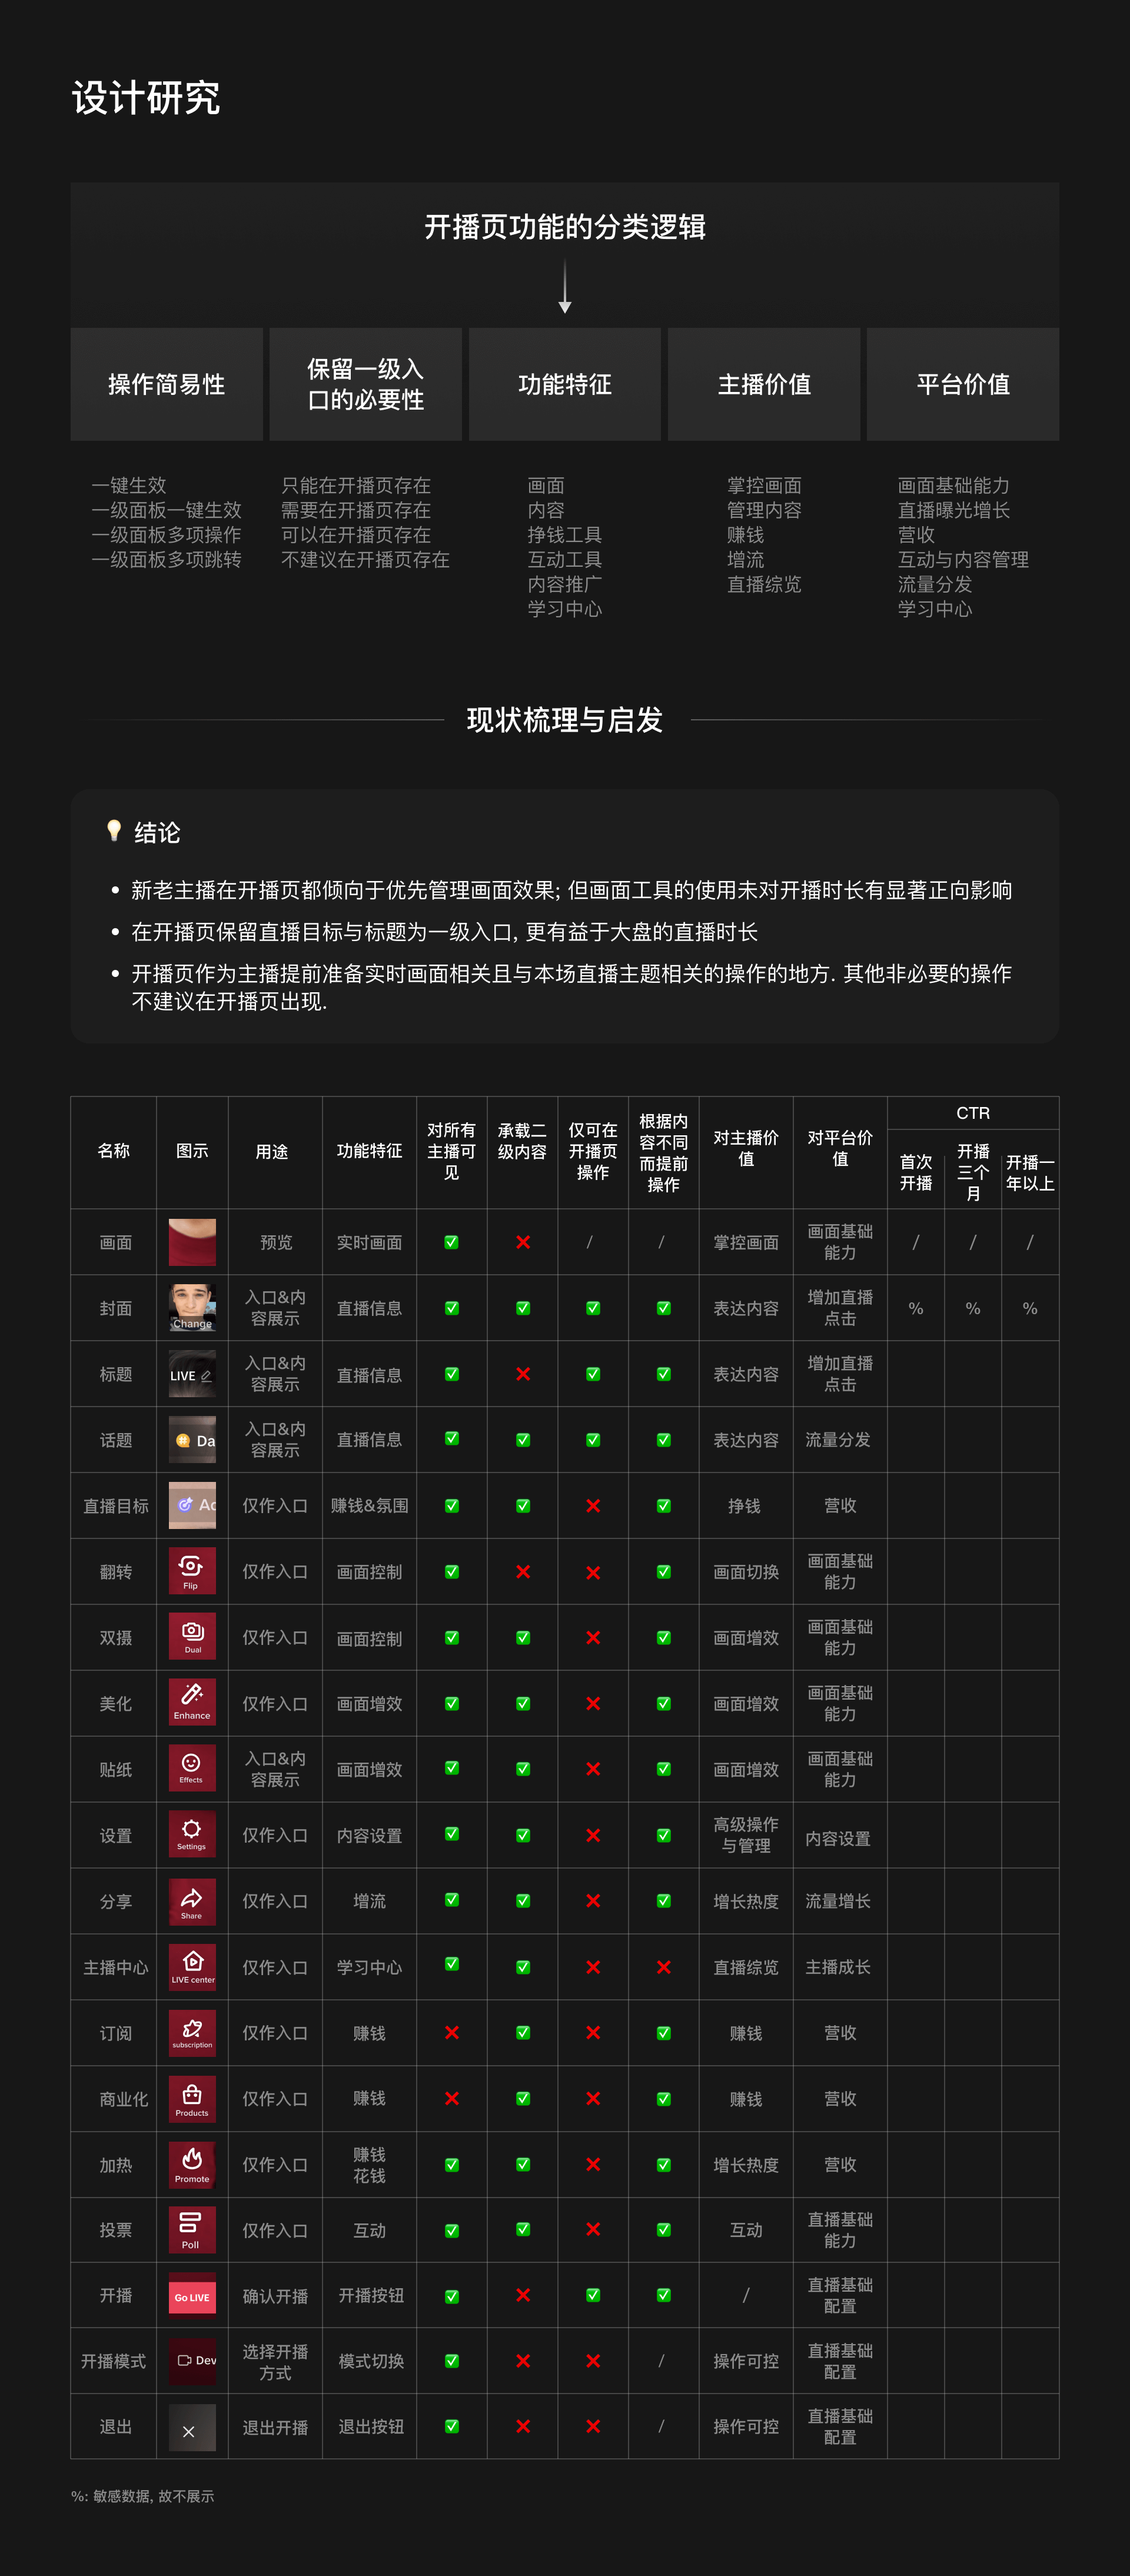 设计研究
开播页功能的分类逻辑
操作简易性
保留一级入
口的必要性
功能特征
主播价值
平台价值
一键生效
一级面板一键生效
一级面板多项操作
一级面板多项跳转
只能在开播页存在
需要在开播页存在
可以在开播页存在
不建议在开播页存在
画面
内容
挣钱工具
互动工具
内容推广
学习中心
掌控画面
管理内容
赚钱
增流
直播综览
画面基础能力
直播曝光增长
营收
互动与内容管理
流量分发
学习中心
现状梳理与启发
结论
新老主播在开播页都倾向于优先管理画面效果; 但画面工具的使用未对开播时长有显著正向影响
在开播页保留直播目标与标题为一级入口, 更有益于大盘的直播时长
开播页作为主播提前准备实时画面相关且与本场直播主题相关的操作的地方. 其他非必要的操作
不建议在开播页出现.
名称 图示 用途 功能特征 对所有主播可见 承载二级内容 仅可在开播页操作 根据内容不同而提前操作 对主播价值 对平台价值 CTR 首次开播 开播三个月 开播一年以上
画面 预览 实时画面 ✅ ❌ / / 掌控画面 画面基础能力 / / /
封面 Change 入口&内容展示 直播信息 ✅ ✅ ✅ ✅ 表达内容 增加直播点击 % % %
标题 LIVE 入口&内容展示 直播信息 ✅ ❌ ✅ ✅ 表达内容 增加直播点击
话题 # Da 入口&内容展示 直播信息 ✅ ✅ ✅ ✅ 表达内容 流量分发
直播目标 Ac 仅作入口 赚钱&氛围 ✅ ✅ ❌ ✅ 挣钱 营收
翻转 Flip 仅作入口 画面控制 ✅ ❌ ❌ ✅ 画面切换 画面基础能力
双摄 Dual 仅作入口 画面控制 ✅ ✅ ❌ ✅ 画面增效 画面基础能力
美化 Enhance 仅作入口 画面增效 ✅ ✅ ❌ ✅ 画面增效 画面基础能力
贴纸 Effects 入口&内容展示 画面增效 ✅ ✅ ❌ ✅ 画面增效 画面基础能力
设置 Settings 仅作入口 内容设置 ✅ ✅ ❌ ✅ 高级操作与管理 内容设置
分享 Share 仅作入口 增流 ✅ ✅ ❌ ✅ 增长热度 流量增长
主播中心 LIVE center 仅作入口 学习中心 ✅ ✅ ❌ ❌ 直播综览 主播成长
订阅 subscription 仅作入口 赚钱 ❌ ✅ ❌ ✅ 赚钱 营收
商业化 Products 仅作入口 赚钱 ❌ ✅ ❌ ✅ 赚钱 营收
加热 Promote 仅作入口 赚钱 花钱 ✅ ✅ ❌ ✅ 增长热度 营收
投票 Poll 仅作入口 互动 ✅ ✅ ❌ ✅ 互动 直播基础能力
开播 Go LIVE 确认开播 开播按钮 ✅ ❌ ✅ ✅ / 直播基础配置
开播模式 Dev 选择开播方式 模式切换 ✅ ❌ ❌ / 操作可控 直播基础配置
退出 退出开播 退出按钮 ✅ ❌ ❌ / 操作可控 直播基础配置
%: 敏感数据, 故不展示